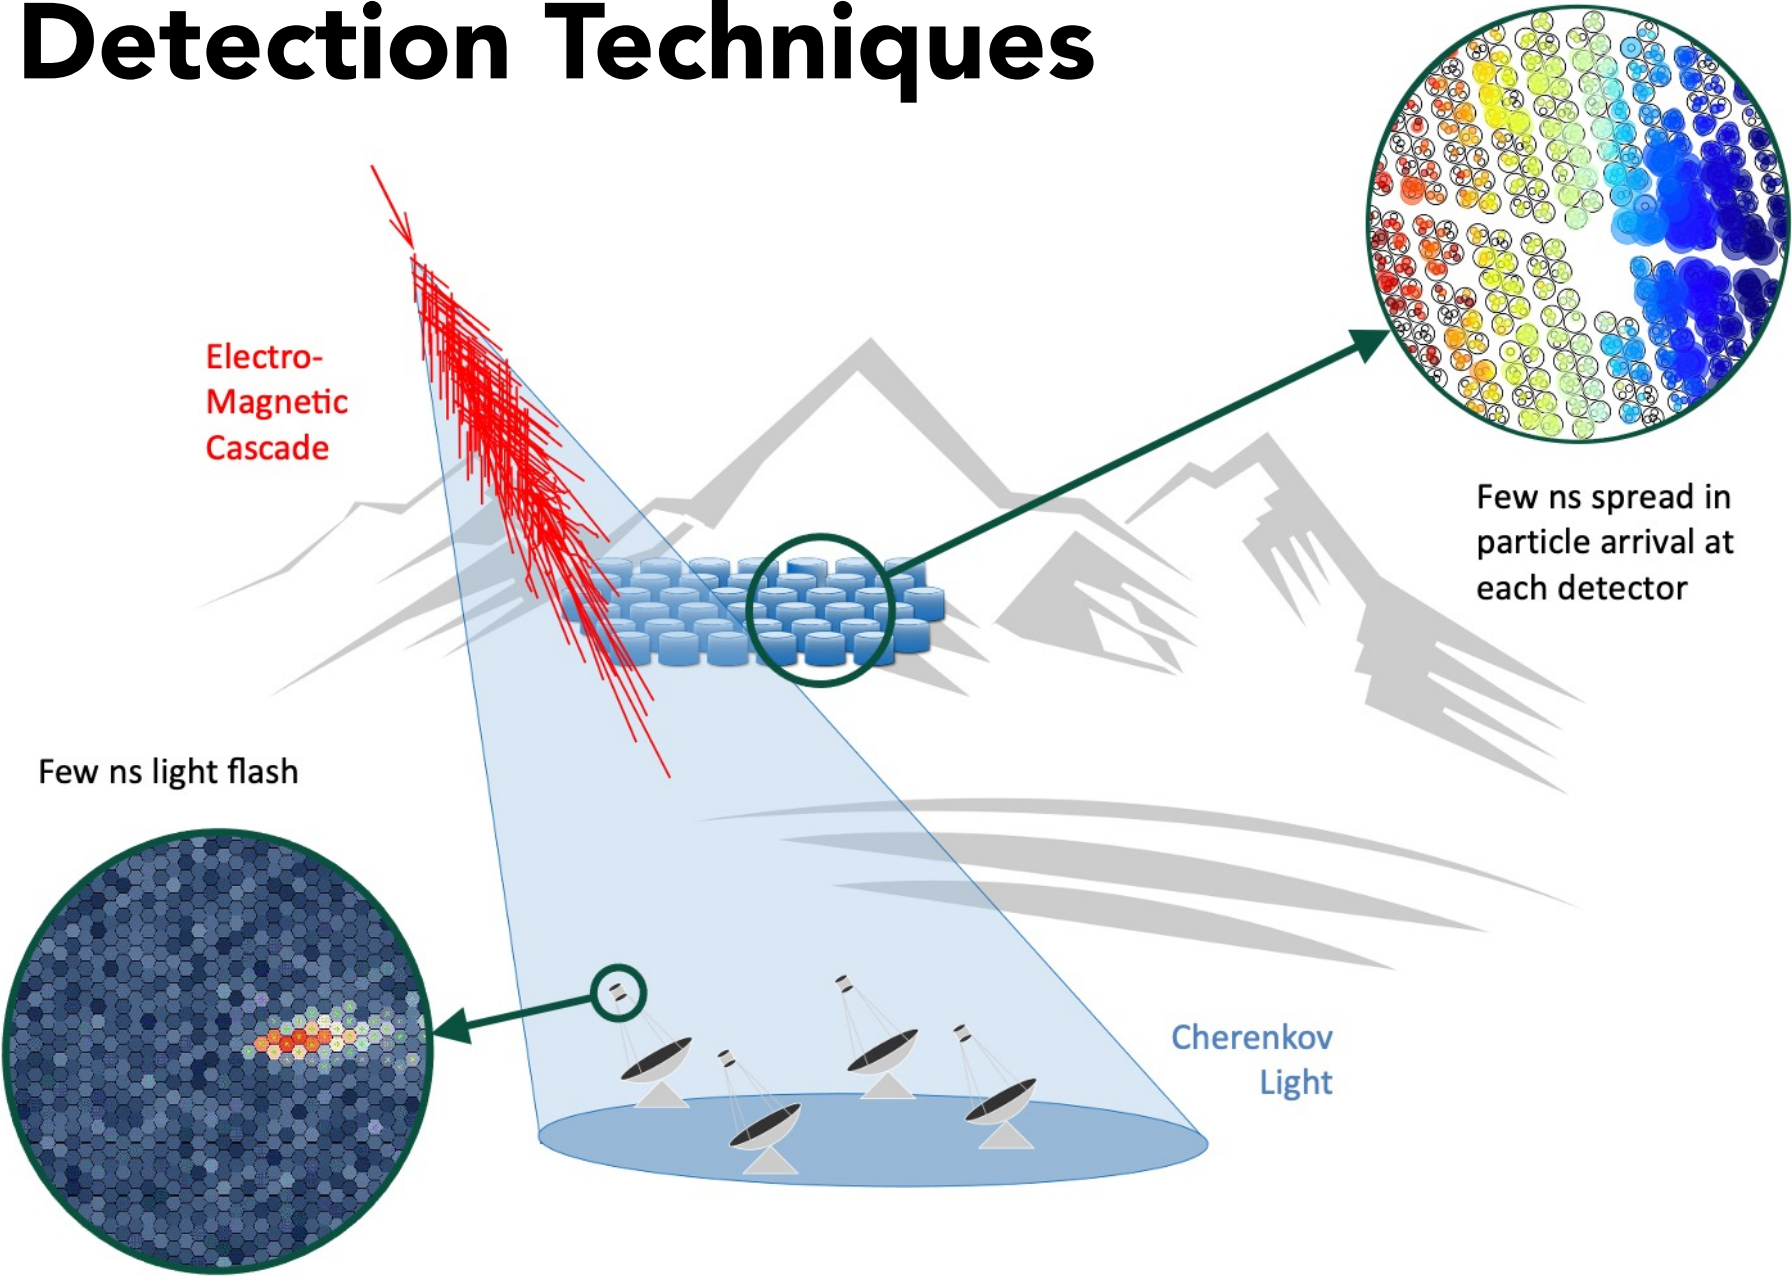 Detection Techniques
Electro-
Magnetic
Cascade
Few ns spread in
particle arrival at
each detector
Few ns light flash
Cherenkov
Light